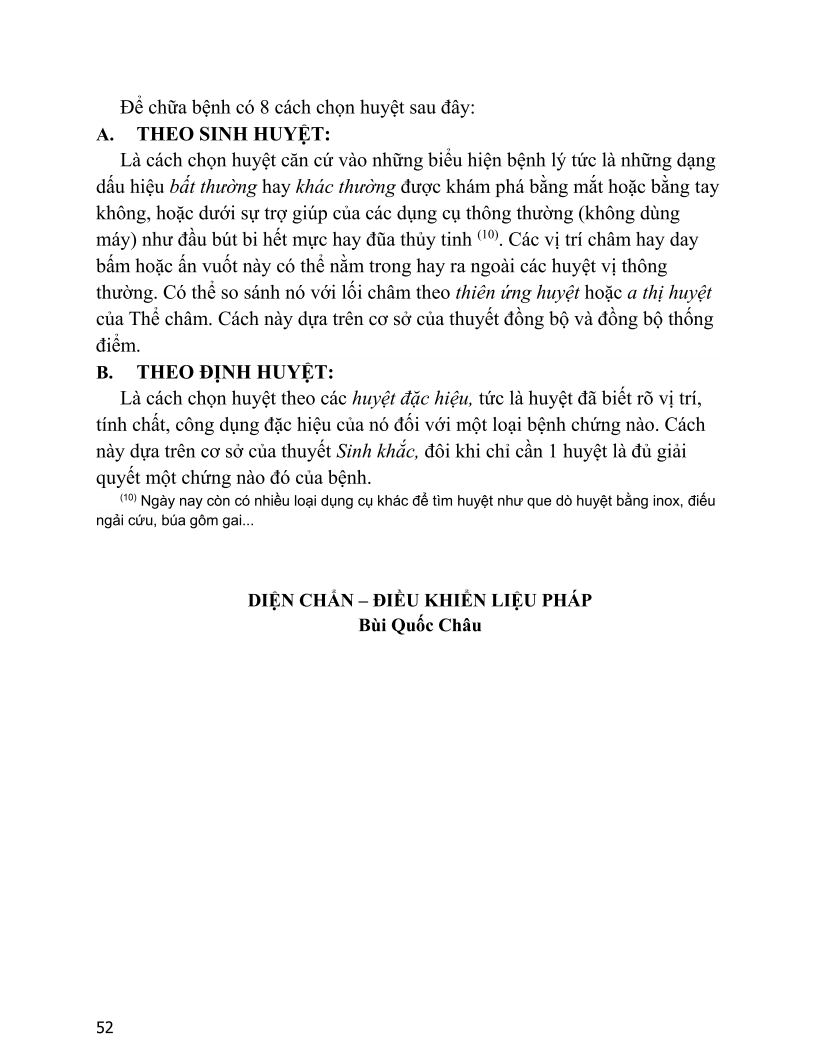 Để chữa bệnh có 8 cách chọn huyệt sau đây:
A. THEO SINH HUYỆT:
Là cách chọn huyệt căn cứ vào những biểu hiện bệnh lý tức là những dạng
dấu hiệu bất thường hay khác thường được khám phá bằng mắt hoặc bằng tay
không, hoặc dưới sự trợ giúp của các dụng cụ thông thường (không dùng
máy) như đầu bút bi hết mực hay đũa thủy tinh (10). Các vị trí châm hay day
bấm hoặc ấn vuốt này có thể nằm trong hay ra ngoài các huyệt vị thông
thường. Có thể so sánh nó với lối châm theo thiên ứng huyệt hoặc a thị huyệt
của Thể châm. Cách này dựa trên cơ sở của thuyết đồng bộ và đồng bộ thống
điểm.
B. THEO ĐỊNH HUYỆT:
Là cách chọn huyệt theo các huyệt đặc hiệu, tức là huyệt đã biết rõ vị trí,
tính chất, công dụng đặc hiệu của nó đối với một loại bệnh chứng nào. Cách
này dựa trên cơ sở của thuyết Sinh khắc, đôi khi chỉ cần 1 huyệt là đủ giải
quyết một chứng nào đó của bệnh.
(10) Ngày nay còn có nhiều loại dụng cụ khác để tìm huyệt như que dò huyệt bằng inox, điếu
ngải cứu, búa gôm gai...
DIỆN CHẨN – ĐIỀU KHIỂN LIỆU PHÁP
Bùi Quốc Châu
52